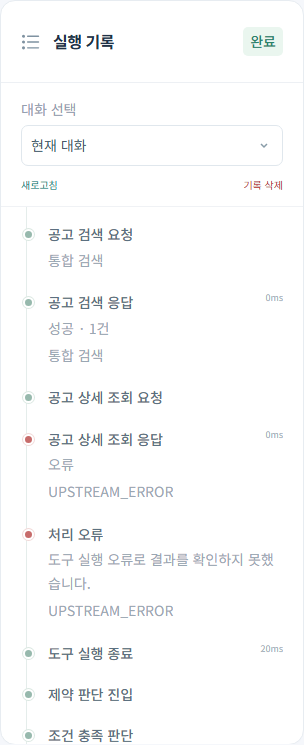 실행 기록
완료
대화 선택
현재 대화
새로고침
기록 삭제
공고 검색 요청
통합 검색
공고 검색 응답
0ms
성공 · 1건
통합 검색
공고 상세 조회 요청
공고 상세 조회 응답
0ms
오류
UPSTREAM_ERROR
처리 오류
도구 실행 오류로 결과를 확인하지 못했
습니다.
UPSTREAM_ERROR
도구 실행 종료
20ms
제약 판단 진입
조건 충족 판단